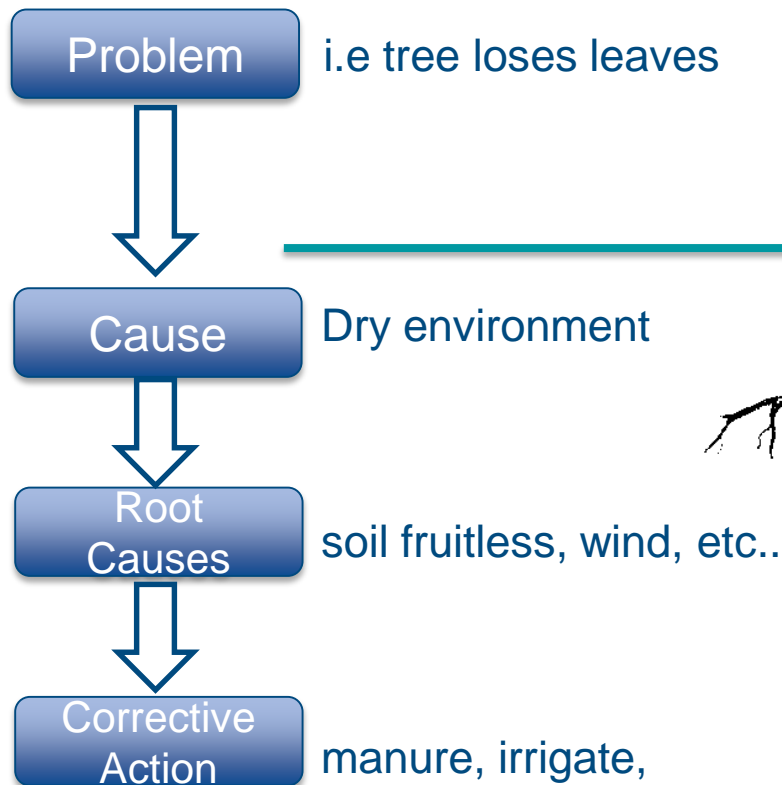 Problem
i.e tree loses leaves
Cause
Dry environment
Root
Causes
soil fruitless, wind, etc..
Corrective
Action
manure, irrigate,